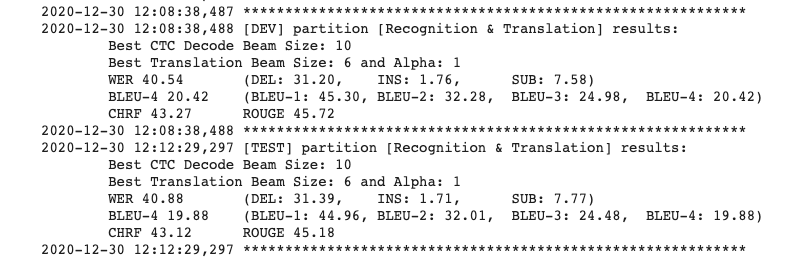 2020-12-30 12:08:38,487 ************************************************************
2020-12-30 12:08:38,488 [DEV] partition [Recognition & Translation] results:
Best CTC Decode Beam Size: 10
Best Translation Beam Size: 6 and Alpha: 1
WER 40.54 (DEL: 31.20, INS: 1.76, SUB: 7.58)
BLEU-4 20.42 (BLEU-1: 45.30, BLEU-2: 32.28, BLEU-3: 24.98, BLEU-4: 20.42)
CHRF 43.27 ROUGE 45.72
2020-12-30 12:08:38,488 ************************************************************
2020-12-30 12:12:29,297 [TEST] partition [Recognition & Translation] results:
Best CTC Decode Beam Size: 10
Best Translation Beam Size: 6 and Alpha: 1
WER 40.88 (DEL: 31.39, INS: 1.71, SUB: 7.77)
BLEU-4 19.88 (BLEU-1: 44.96, BLEU-2: 32.01, BLEU-3: 24.48, BLEU-4: 19.88)
CHRF 43.12 ROUGE 45.18
2020-12-30 12:12:29,297 ************************************************************